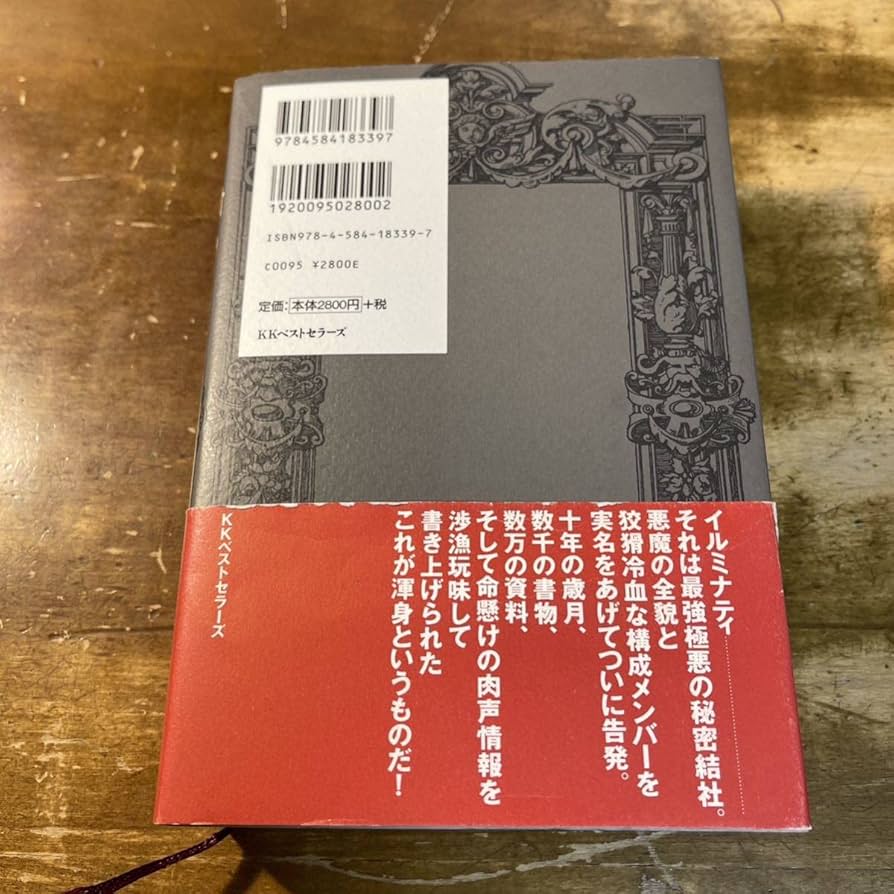 9784584183397
1920095028002
ISBN978-4-584-18339-7
C0095 ¥2800E
定価:本体2800円+税
KKベストセラーズ
イルミナティ…………
それは最強極悪の秘密結社。
悪魔の全貌と
狡猾冷血な構成メンバーを
実名をあげてついに告発。
十年の歳月、
数千の書物、
数万の資料、
そして命懸けの肉声情報を
渉漁玩味して
書き上げられた
これが渾身というものだ!
KKベストセラーズ